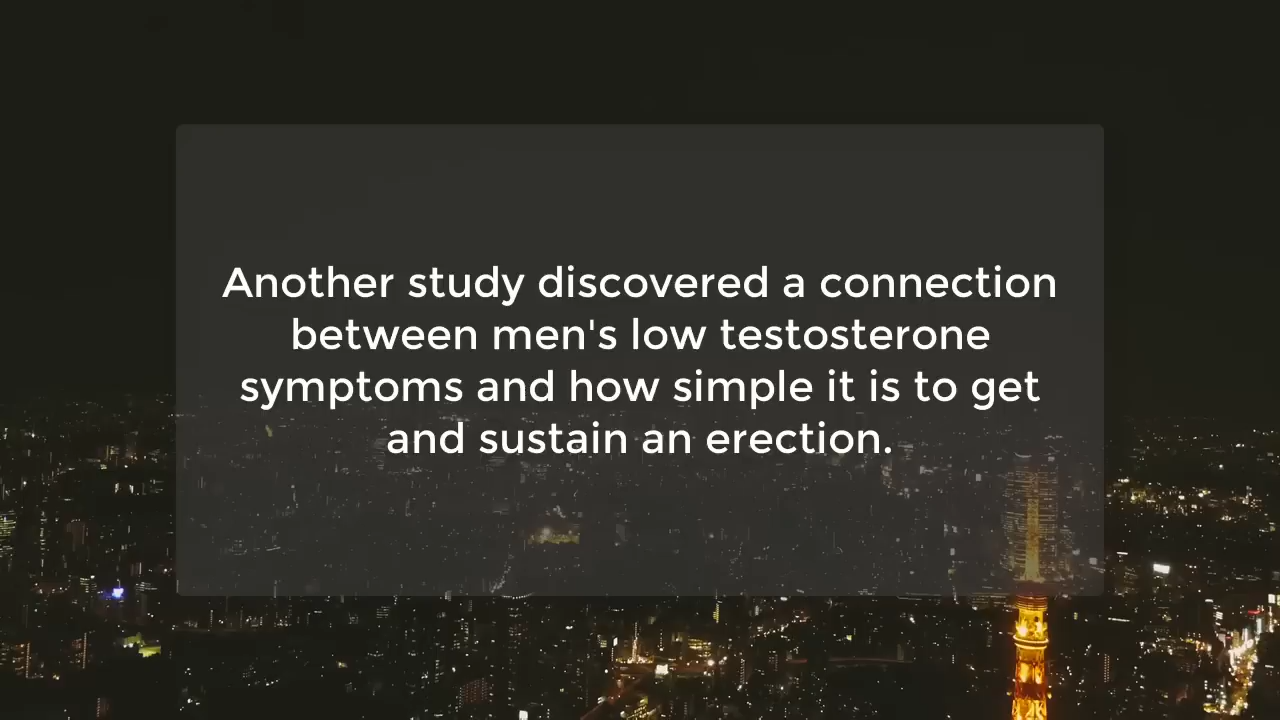 Another study discovered a connection
between men's low testosterone
symptoms and how simple it is to get
and sustain an erection.